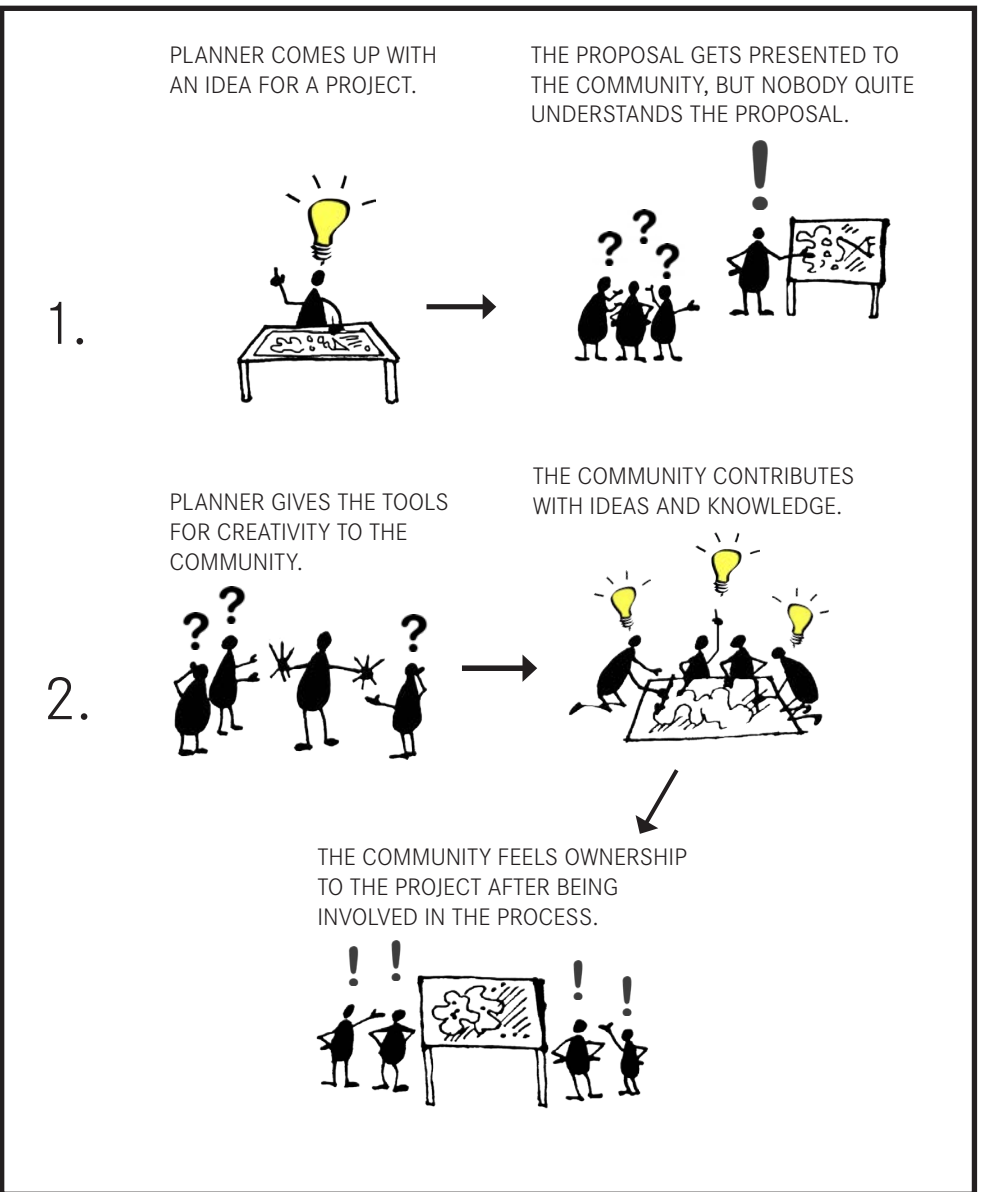 PLANNER COMES UP WITH
AN IDEA FOR A PROJECT.
THE PROPOSAL GETS PRESENTED TO
THE COMMUNITY, BUT NOBODY QUITE
UNDERSTANDS THE PROPOSAL.
!
? ? ?
1.
PLANNER GIVES THE TOOLS
FOR CREATIVITY TO THE
COMMUNITY.
THE COMMUNITY CONTRIBUTES
WITH IDEAS AND KNOWLEDGE.
? ? ?
2.
THE COMMUNITY FEELS OWNERSHIP
TO THE PROJECT AFTER BEING
INVOLVED IN THE PROCESS.
! ! ! !